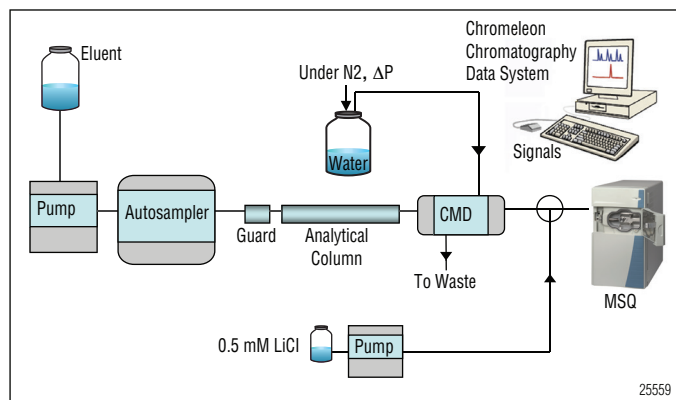 Eluent
Under N2, ΔP
Chromeleon
Chromatography
Data System
Signals
Water
Pump
Autosampler
Guard
Analytical
Column
CMD
To Waste
MSQ
0.5 mM LiCl
Pump
25559